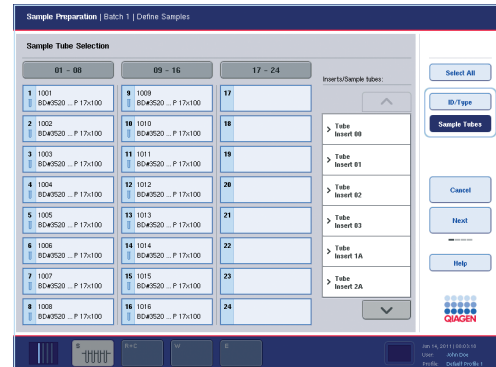 Sample Preparation | Batch 1 | Define Samples
Sample Tube Selection
01 - 08
09 - 16
17 - 24
Inserts/Sample tubes:
1 1001
BD#3520 ... P 17x100
2 1002
BD#3520 ... P 17x100
3 1003
BD#3520 ... P 17x100
4 1004
BD#3520 ... P 17x100
5 1005
BD#3520 ... P 17x100
6 1006
BD#3520 ... P 17x100
7 1007
BD#3520 ... P 17x100
8 1008
BD#3520 ... P 17x100
9 1009
BD#3520 ... P 17x100
10 1010
BD#3520 ... P 17x100
11 1011
BD#3520 ... P 17x100
12 1012
BD#3520 ... P 17x100
13 1013
BD#3520 ... P 17x100
14 1014
BD#3520 ... P 17x100
15 1015
BD#3520 ... P 17x100
16 1016
BD#3520 ... P 17x100
17
18
19
20
21
22
23
24
> Tube
Insert 00
> Tube
Insert 01
> Tube
Insert 02
> Tube
Insert 03
> Tube
Insert 1A
> Tube
Insert 2A
Select All
ID/Type
Sample Tubes
Cancel
Next
Help
QIAGEN
S
R+C
W
E
User: John Doe
Profile Default Profile 1